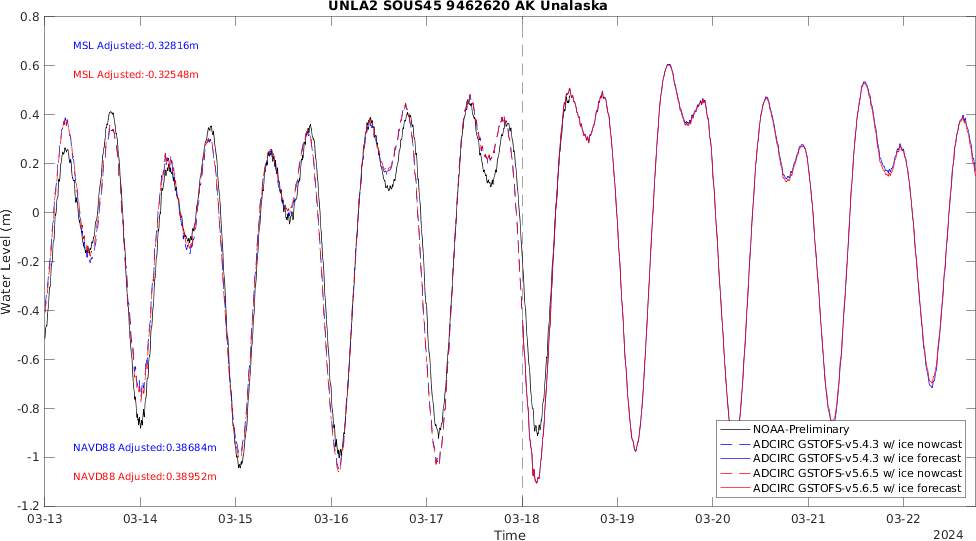 UNLA2 SOUS45 9462620 AK Unalaska
0.8
0.6
0.4
0.2
0
-0.2
-0.4
-0.6
-0.8
-1
-1.2
Water Level (m)
MSL Adjusted:-0.32816m
MSL Adjusted:-0.32548m
NAVD88 Adjusted:0.38684m
NAVD88 Adjusted:0.38952m
NOAA-Preliminary
ADCIRC GSTOFS-v5.4.3 w/ ice nowcast
ADCIRC GSTOFS-v5.4.3 w/ ice forecast
ADCIRC GSTOFS-v5.6.5 w/ ice nowcast
ADCIRC GSTOFS-v5.6.5 w/ ice forecast
03-13 03-14 03-15 03-16 03-17 03-18 03-19 03-20 03-21 03-22
Time
2024